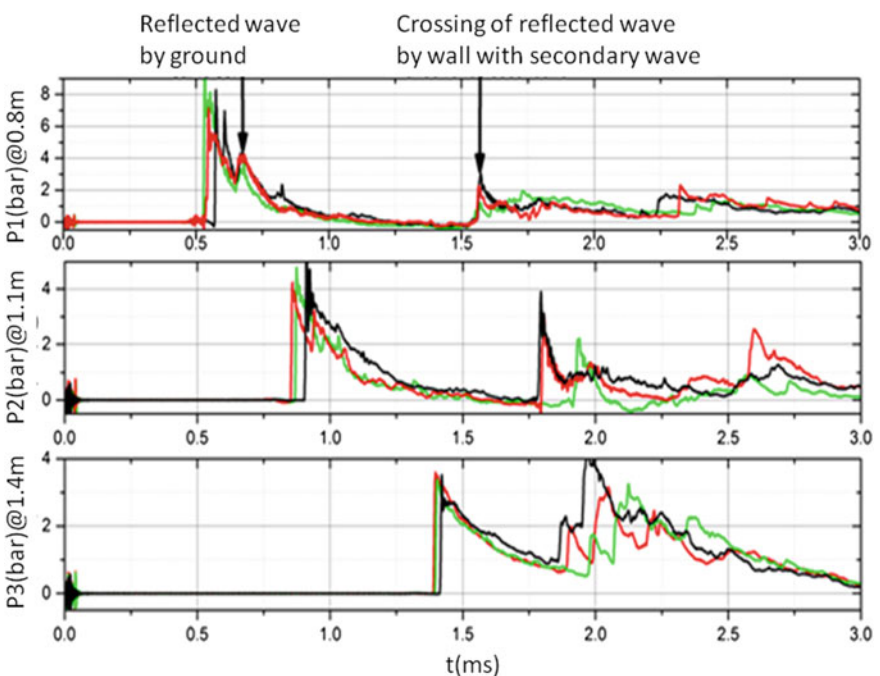 Reflected wave
by ground
Crossing of reflected wave
by wall with secondary wave
P1(bar)@0.8m
8
6
4
2
0
0.0 0.5 1.0 1.5 2.0 2.5 3.0
P2(bar)@1.1m
4
2
0
0.0 0.5 1.0 1.5 2.0 2.5 3.0
P3(bar)@1.4m
4
2
0
0.0 0.5 1.0 1.5 2.0 2.5 3.0
t(ms)